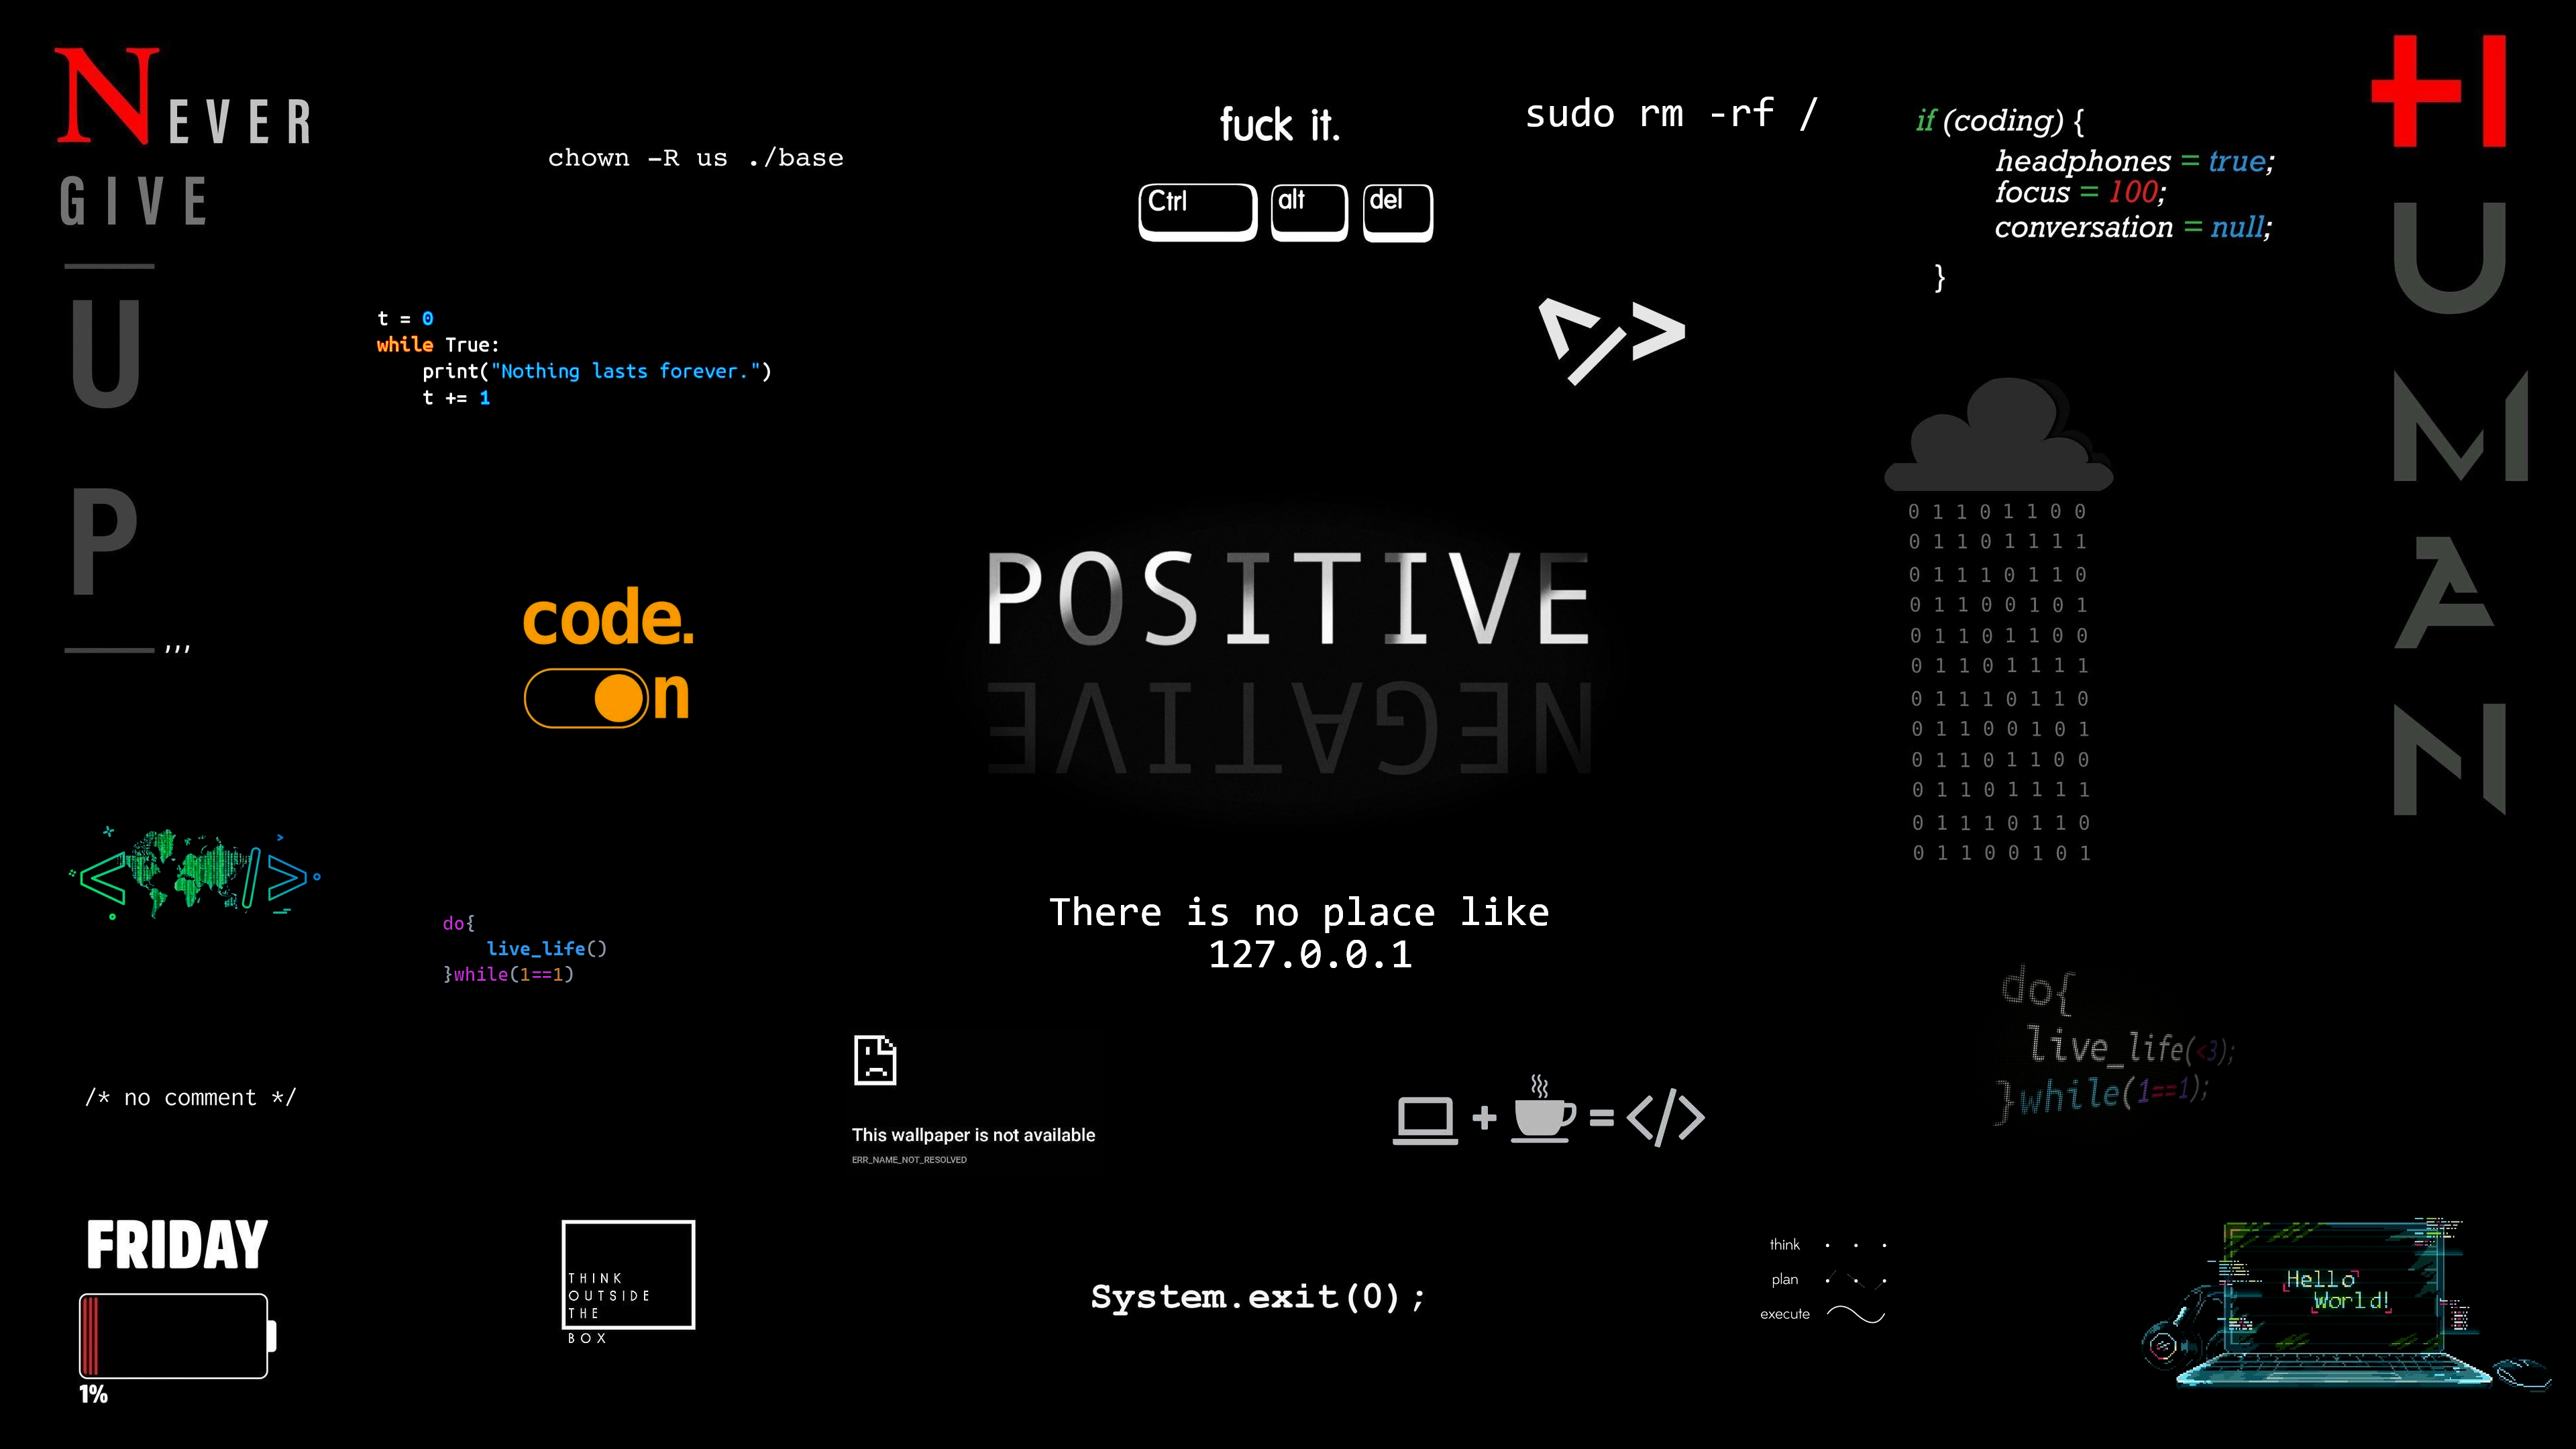 NEVER
GIVE
UP
,,,
chown -R us ./base
fuck it.
Ctrl alt del
sudo rm -rf /
if (coding) {
headphones = true;
focus = 100;
conversation = null;
}
HUMAN
t = 0
while True:
print("Nothing lasts forever.")
t += 1
</>
code.
on
POSITIVE
NEGATIVE
0 1 1 0 1 1 0 0
0 1 1 0 1 1 1 1
0 1 1 1 0 1 1 0
0 1 1 0 0 1 0 1
0 1 1 0 1 1 0 0
0 1 1 0 1 1 1 1
0 1 1 1 0 1 1 0
0 1 1 0 0 1 0 1
0 1 1 0 1 1 0 0
0 1 1 0 1 1 1 1
0 1 1 1 0 1 1 0
0 1 1 0 0 1 0 1
< />
do{
live_life()
}while(1==1)
There is no place like
127.0.0.1
do{
live_life(<3);
}while(1==1);
/* no comment */
This wallpaper is not available
ERR_NAME_NOT_RESOLVED
+ = </>
FRIDAY
1%
THINK
OUTSIDE
THE
BOX
System.exit(0);
think
plan
execute
Hello
World!